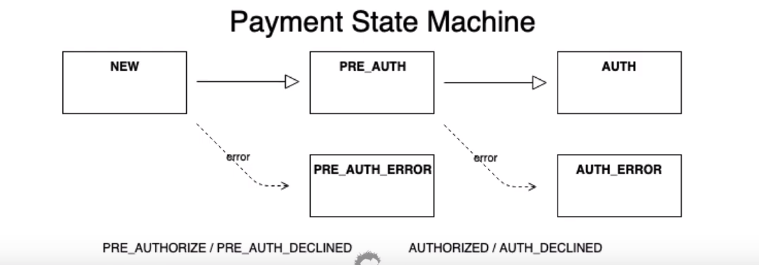 Payment State Machine
NEW
PRE_AUTH
AUTH
error
error
PRE_AUTH_ERROR
AUTH_ERROR
PRE_AUTHORIZE / PRE_AUTH_DECLINED
AUTHORIZED / AUTH_DECLINED